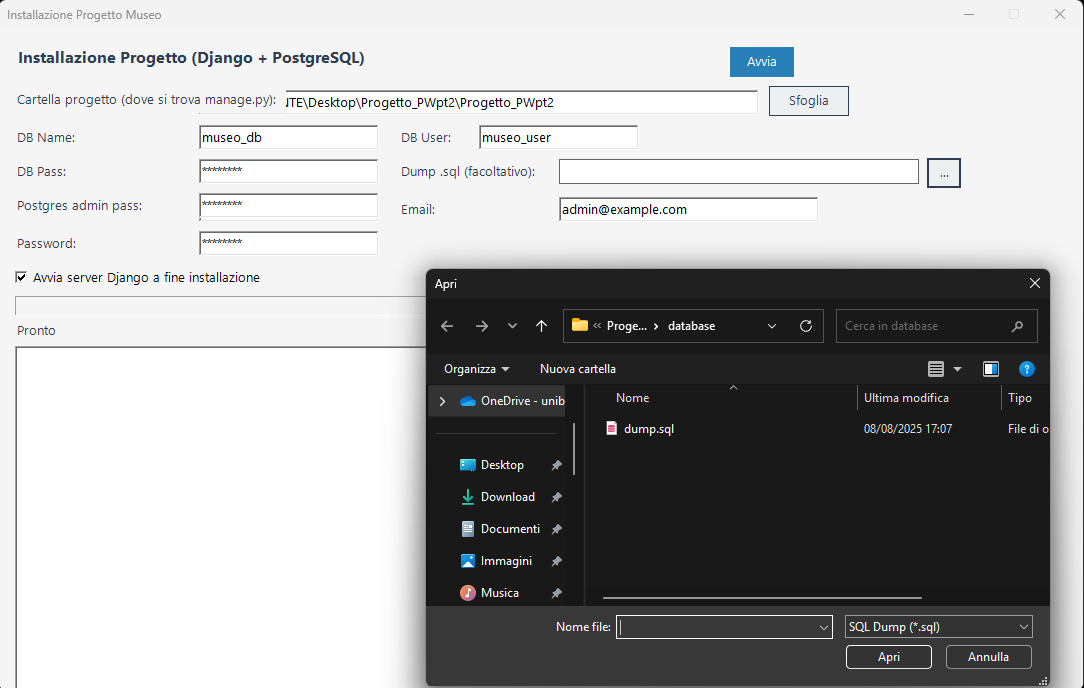 Installazione Progetto Museo
Installazione Progetto (Django + PostgreSQL)
Avvia
Cartella progetto (dove si trova manage.py):
NTE\Desktop\Progetto_PWpt2\Progetto_PWpt2
Sfoglia
DB Name:
museo_db
DB User:
museo_user
DB Pass:
********
Dump .sql (facoltativo):
...
Postgres admin pass:
********
Email:
admin@example.com
Password:
********
Avvia server Django a fine installazione
Pronto
Apri
« Proge... › database
Cerca in database
Organizza
Nuova cartella
?
OneDrive - unib
Desktop
Download
Documenti
Immagini
Musica
Nome
Ultima modifica
Tipo
dump.sql
08/08/2025 17:07
File di o
Nome file:
SQL Dump (*.sql)
Apri
Annulla